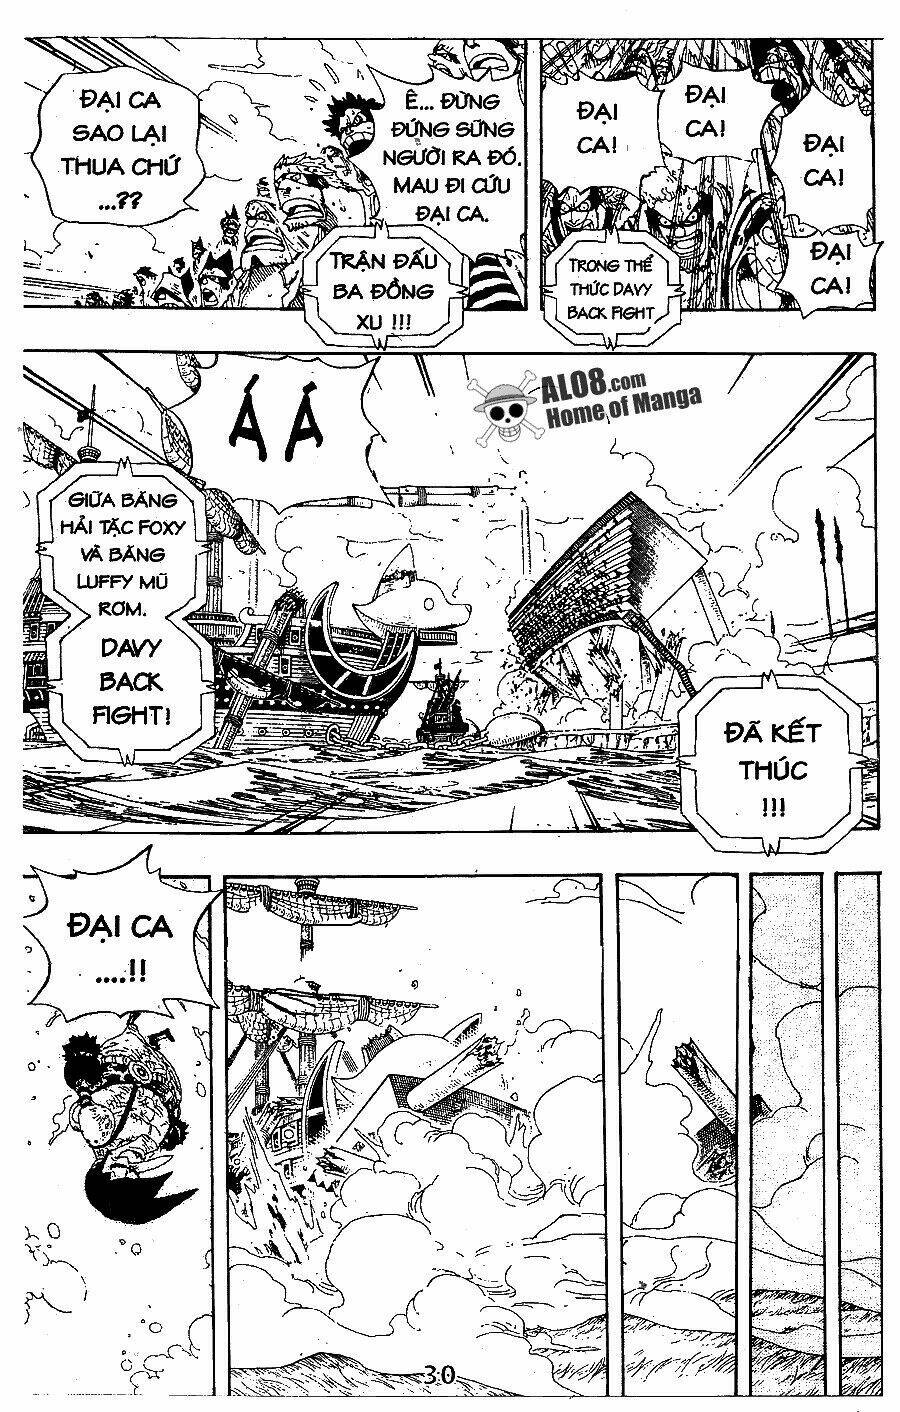 ĐẠI CA
SAO LẠI
THUA CHỨ
...??
Ê... ĐỪNG
ĐỨNG SỮNG
NGƯỜI RA ĐÓ.
MAU ĐI CỨU
ĐẠI CA.
TRẬN ĐẤU
BA ĐỒNG
XU !!!
ĐẠI
CA!
ĐẠI
CA!
ĐẠI
CA!
ĐẠI
CA!
TRONG THỂ
THỨC DAVY
BACK FIGHT
Á Á
AL08.com
Home of Manga
GIỮA BĂNG
HẢI TẶC FOXY
VÀ BĂNG
LUFFY MŨ
RƠM.
DAVY
BACK
FIGHT!
ĐÃ KẾT
THÚC
!!!
ĐẠI CA
....!!
30